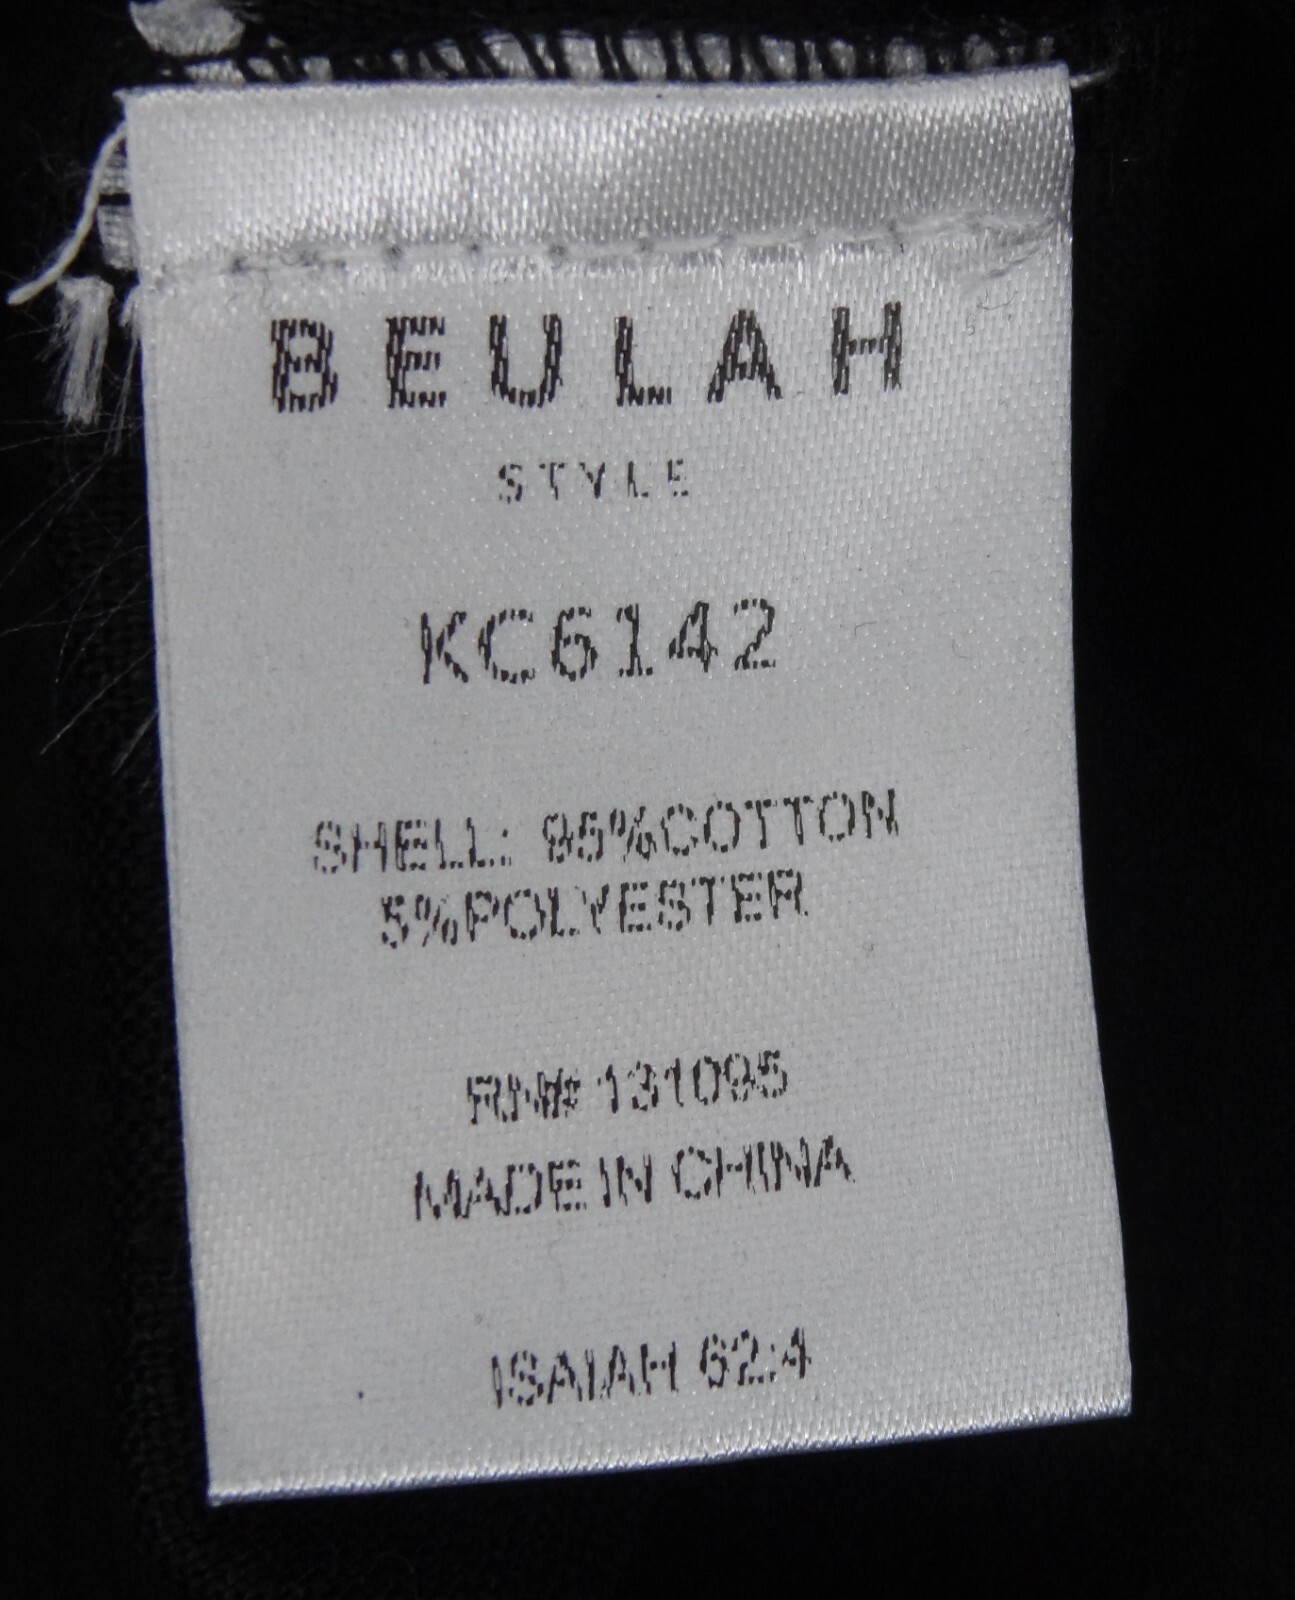 BEULAH
STYLE
KC6142
SHELL: 95%COTTON
5%POLYESTER
RN# 131095
MADE IN CHINA
ISAIAH 62:4